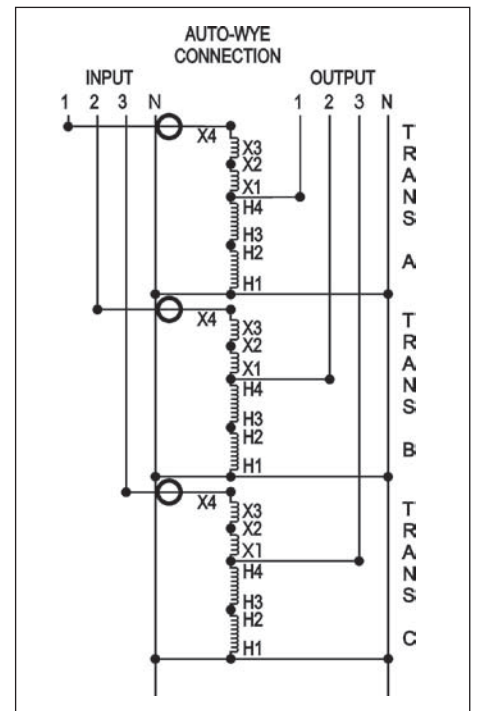 AUTO-WYE
CONNECTION
INPUT OUTPUT
1 2 3 N 1 2 3 N
X4
X3
X2
X1
H4
H3
H2
H1
TRANS A
X4
X3
X2
X1
H4
H3
H2
H1
TRANS B
X4
X3
X2
X1
H4
H3
H2
H1
TRANS C